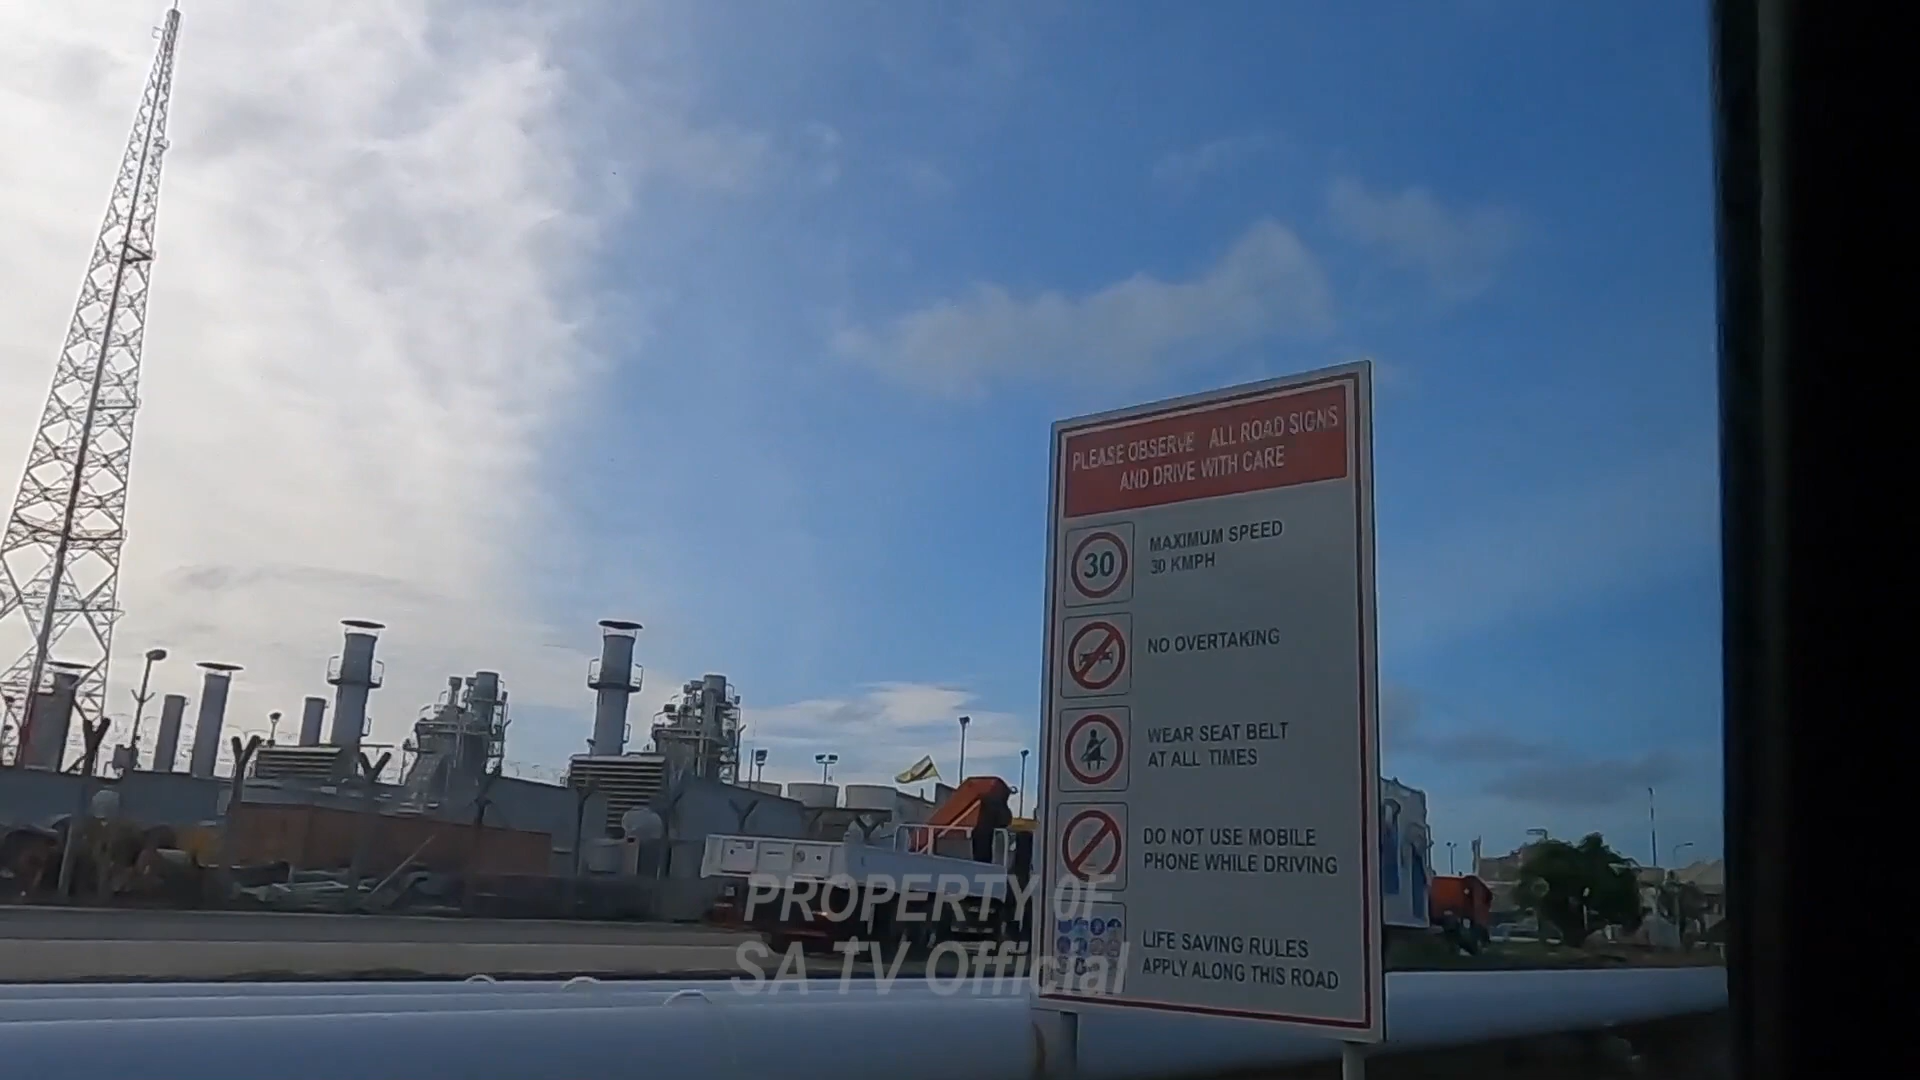 PLEASE OBSERVE ALL ROAD SIGNS
AND DRIVE WITH CARE
30
MAXIMUM SPEED
30 KMPH
NO OVERTAKING
WEAR SEAT BELT
AT ALL TIMES
DO NOT USE MOBILE
PHONE WHILE DRIVING
LIFE SAVING RULES
APPLY ALONG THIS ROAD
PROPERTY OF
SA TV Official